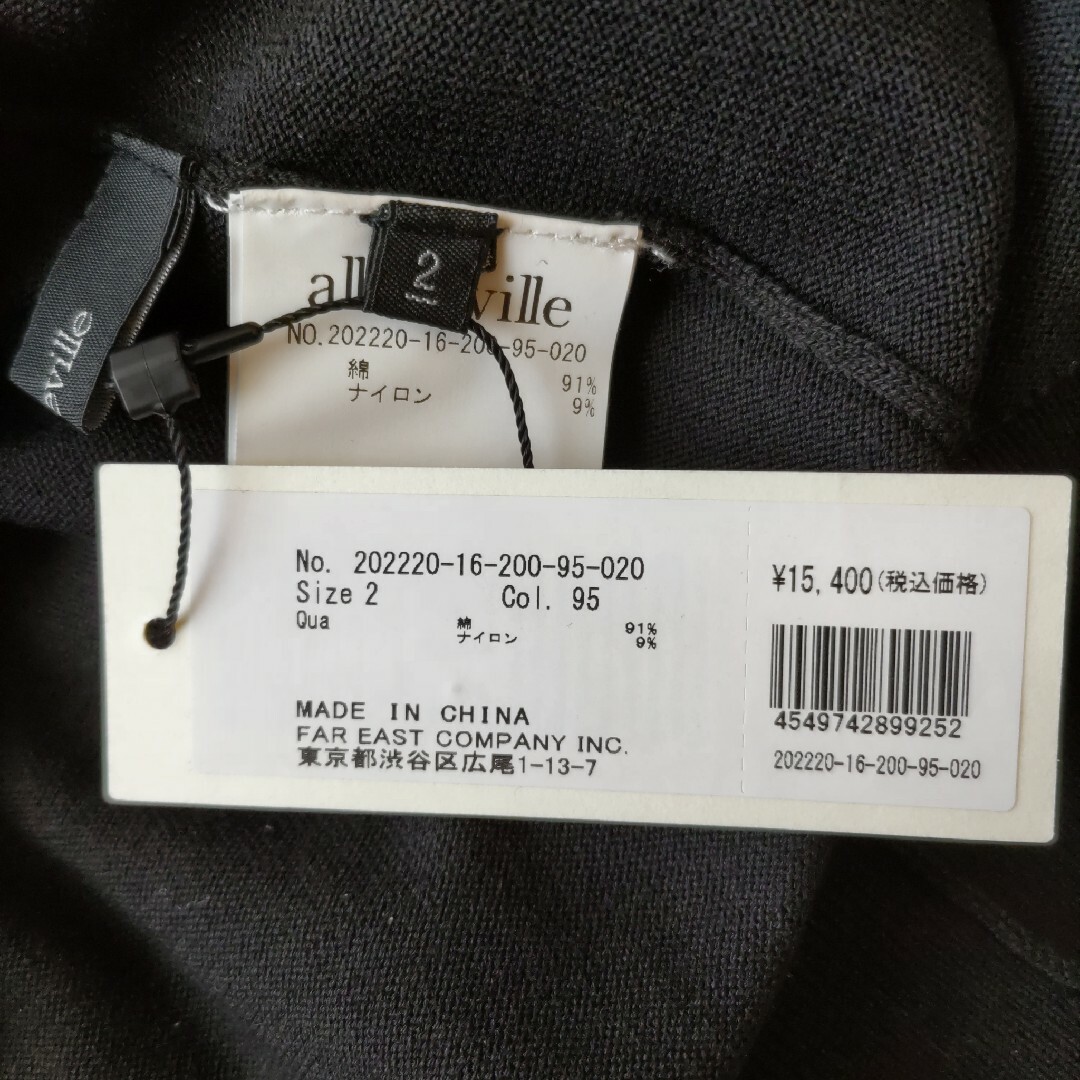 2
ville
eville
NO.202220-16-200-95-020
綿 91%
ナイロン 9%
No. 202220-16-200-95-020
Size 2 Col. 95
Qua 綿 91%
ナイロン 9%
MADE IN CHINA
FAR EAST COMPANY INC.
東京都渋谷区広尾1-13-7
¥15,400(税込価格)
4549742899252
202220-16-200-95-020